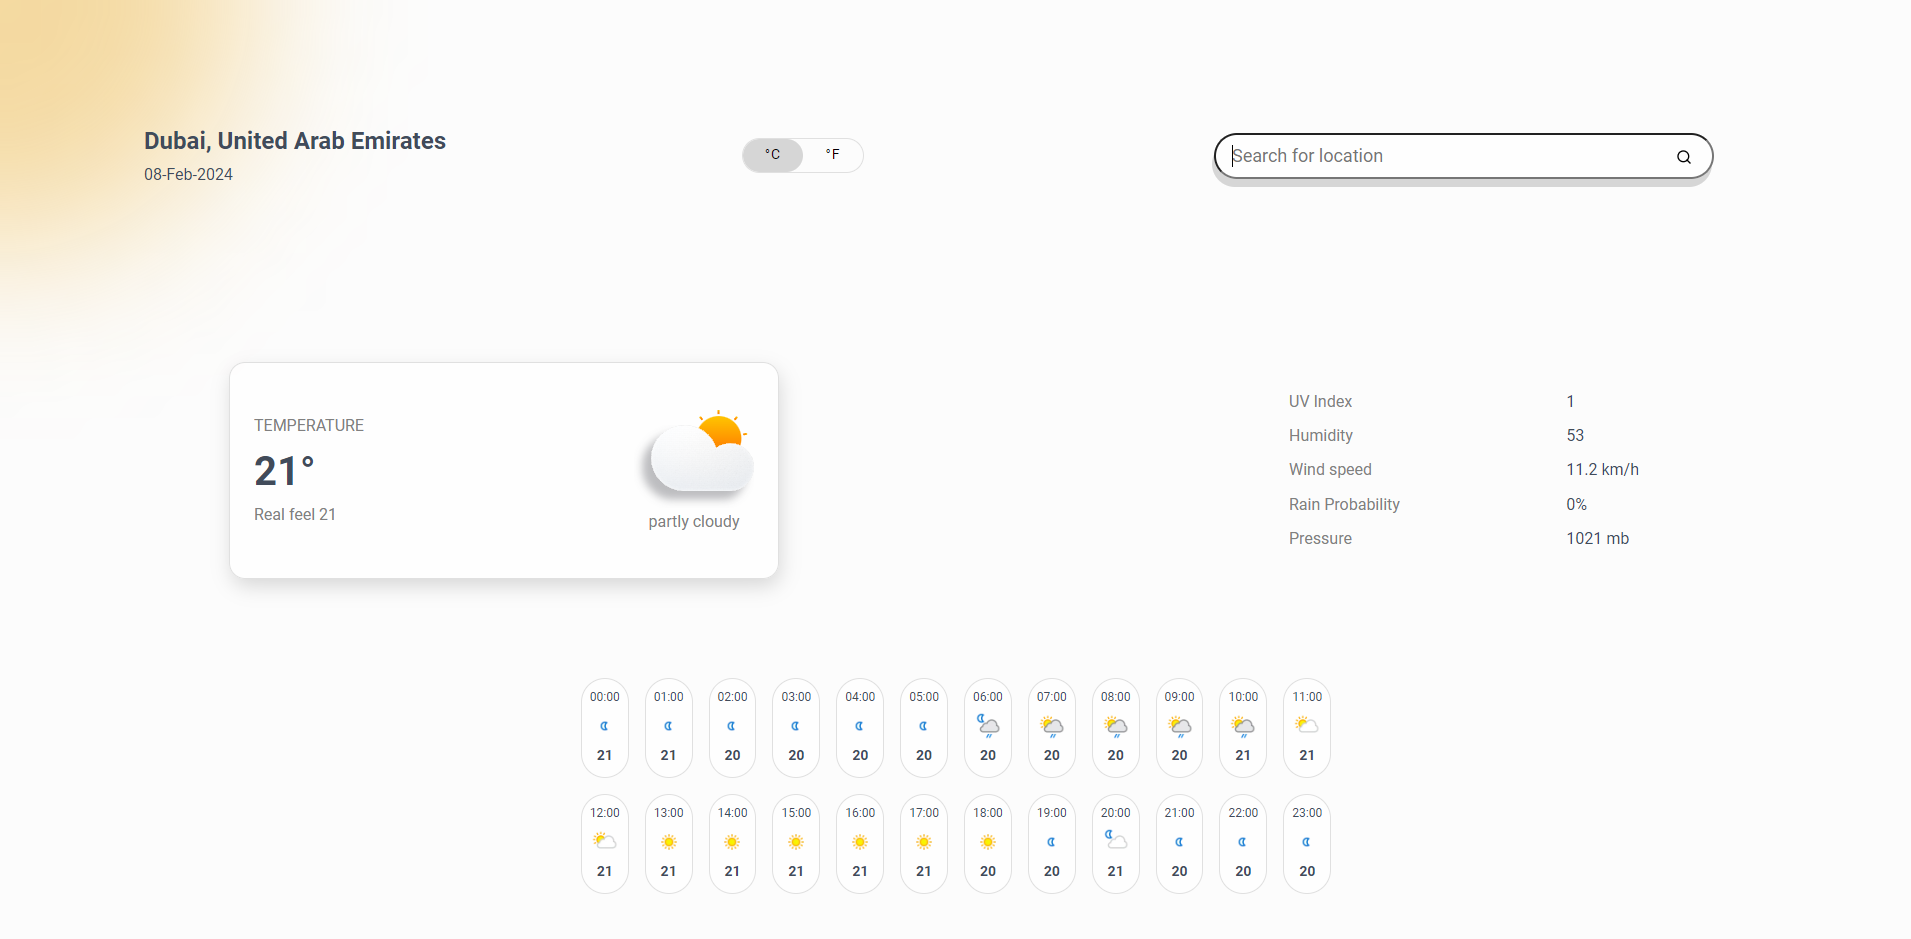 Dubai, United Arab Emirates
08-Feb-2024
°C °F
Search for location
TEMPERATURE
21°
Real feel 21
partly cloudy
UV Index 1
Humidity 53
Wind speed 11.2 km/h
Rain Probability 0%
Pressure 1021 mb
00:00 01:00 02:00 03:00 04:00 05:00 06:00 07:00 08:00 09:00 10:00 11:00
21 21 20 20 20 20 20 20 20 20 21 21
12:00 13:00 14:00 15:00 16:00 17:00 18:00 19:00 20:00 21:00 22:00 23:00
21 21 21 21 21 21 20 20 21 20 20 20